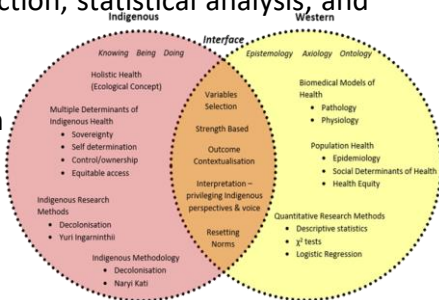 ction, statistical analysis, and
Indigenous
Western
Interface
Knowing Being Doing
Epistemology Axiology Ontology
Holistic Health
(Ecological Concept)
Multiple Determinants of
Indigenous Health
• Sovereignty
• Self determination
• Control/ownership
• Equitable access
Indigenous Research
Methods
• Decolonisation
• Yuri Ingarninthii
Indigenous Methodology
• Decolonisation
• Naryi Kati
Variables
Selection
Strength Based
Outcome
Contextualisation
Interpretation –
privileging Indigenous
perspectives & voice
Resetting
Norms
Biomedical Models of
Health
• Pathology
• Physiology
Population Health
• Epidemiology
• Social Determinants of Health
• Health Equity
Quantitative Research Methods
• Descriptive statistics
• χ² tests
• Logistic Regression